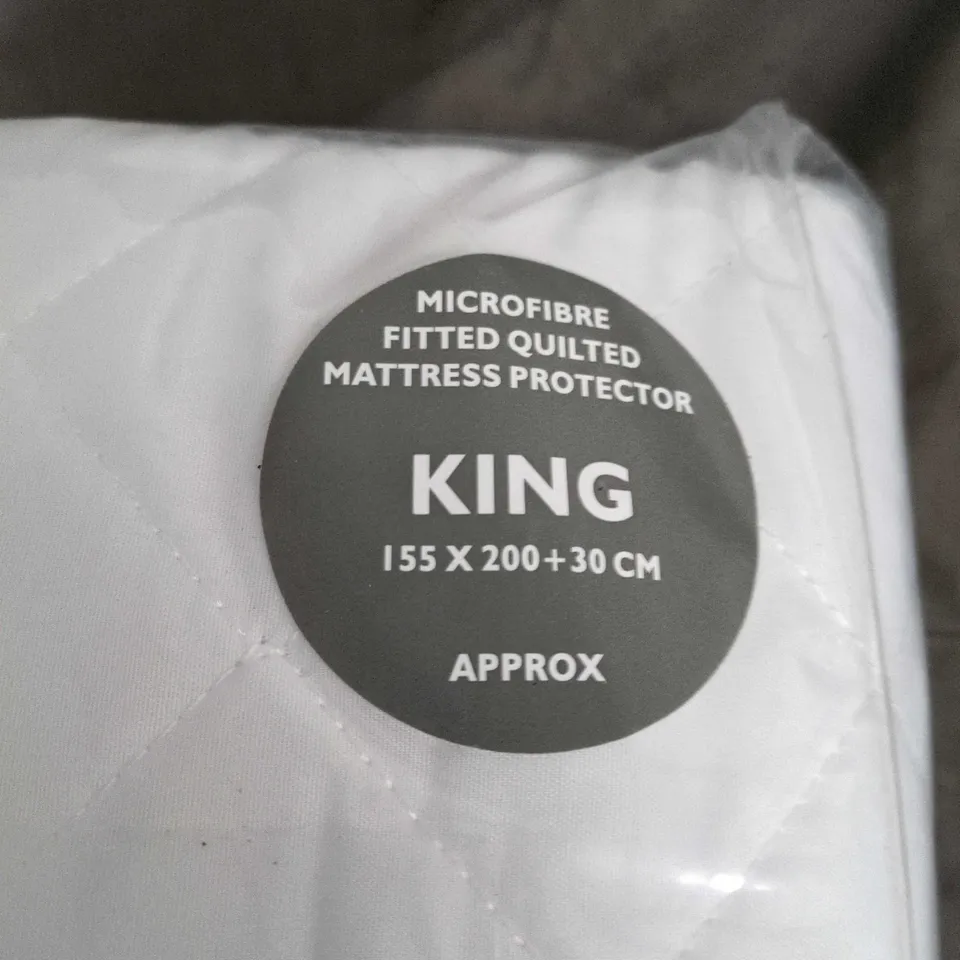 MICROFIBRE
FITTED QUILTED
MATTRESS PROTECTOR
KING
155 X 200+30 CM
APPROX